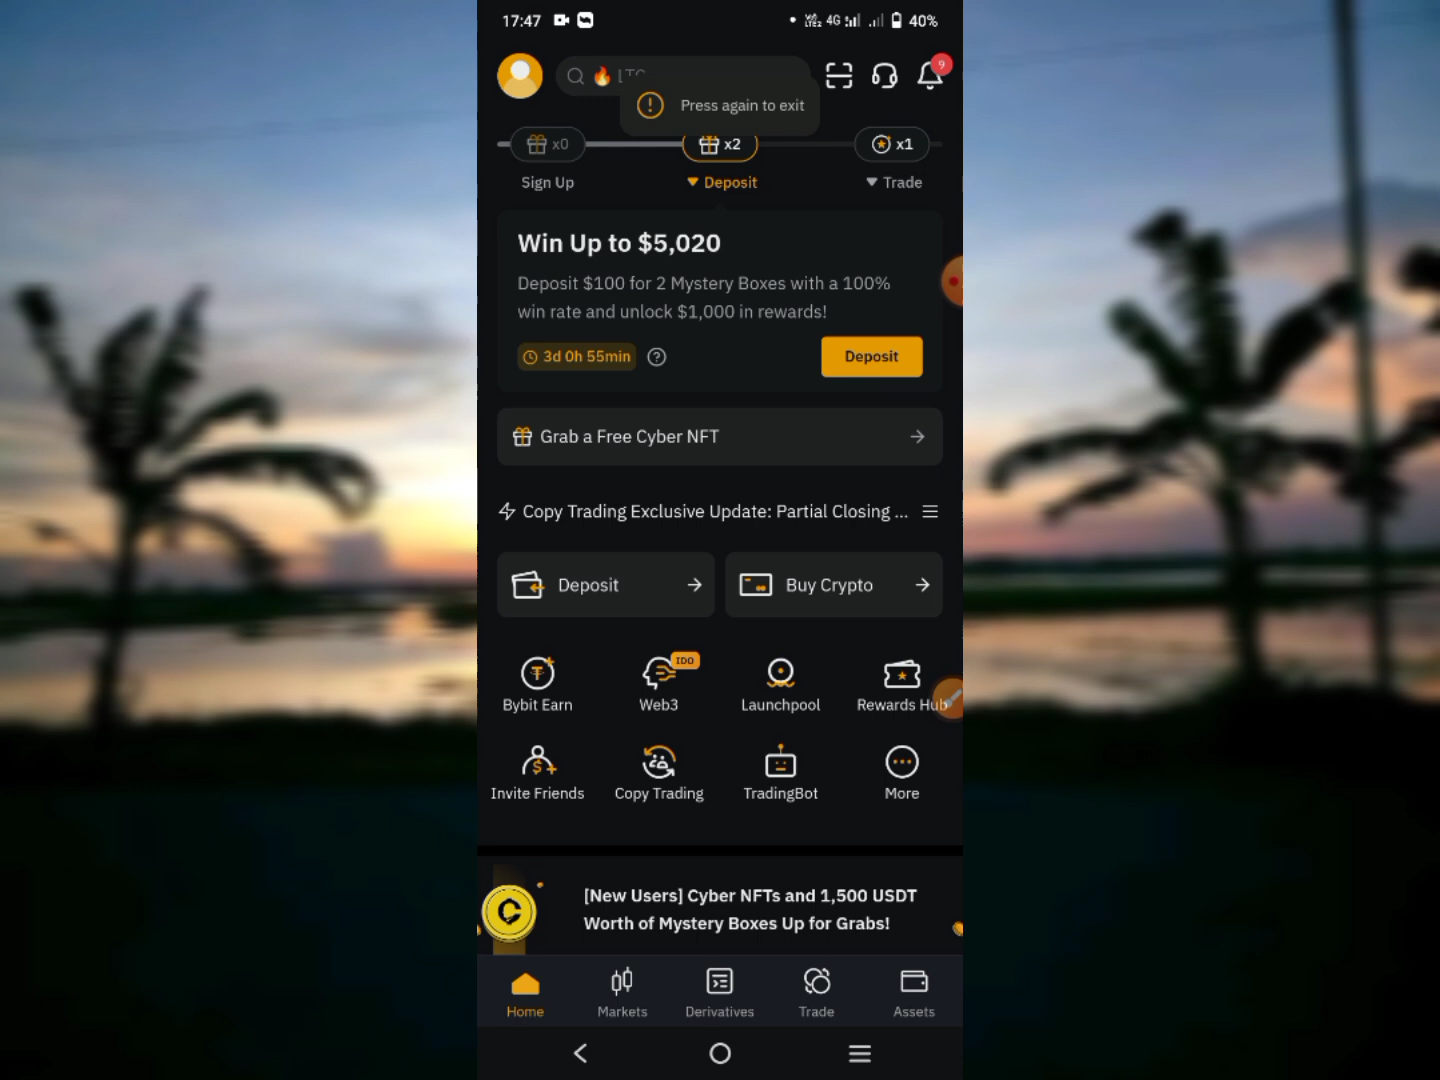 17:47
4G
40%
9
Press again to exit
x0
x2
x1
Sign Up
Deposit
Trade
Win Up to $5,020
Deposit $100 for 2 Mystery Boxes with a 100%
win rate and unlock $1,000 in rewards!
3d 0h 55min
Deposit
Grab a Free Cyber NFT
Copy Trading Exclusive Update: Partial Closing ...
Deposit
Buy Crypto
IDO
Bybit Earn
Web3
Launchpool
Rewards Hub
Invite Friends
Copy Trading
TradingBot
More
[New Users] Cyber NFTs and 1,500 USDT
Worth of Mystery Boxes Up for Grabs!
Home
Markets
Derivatives
Trade
Assets